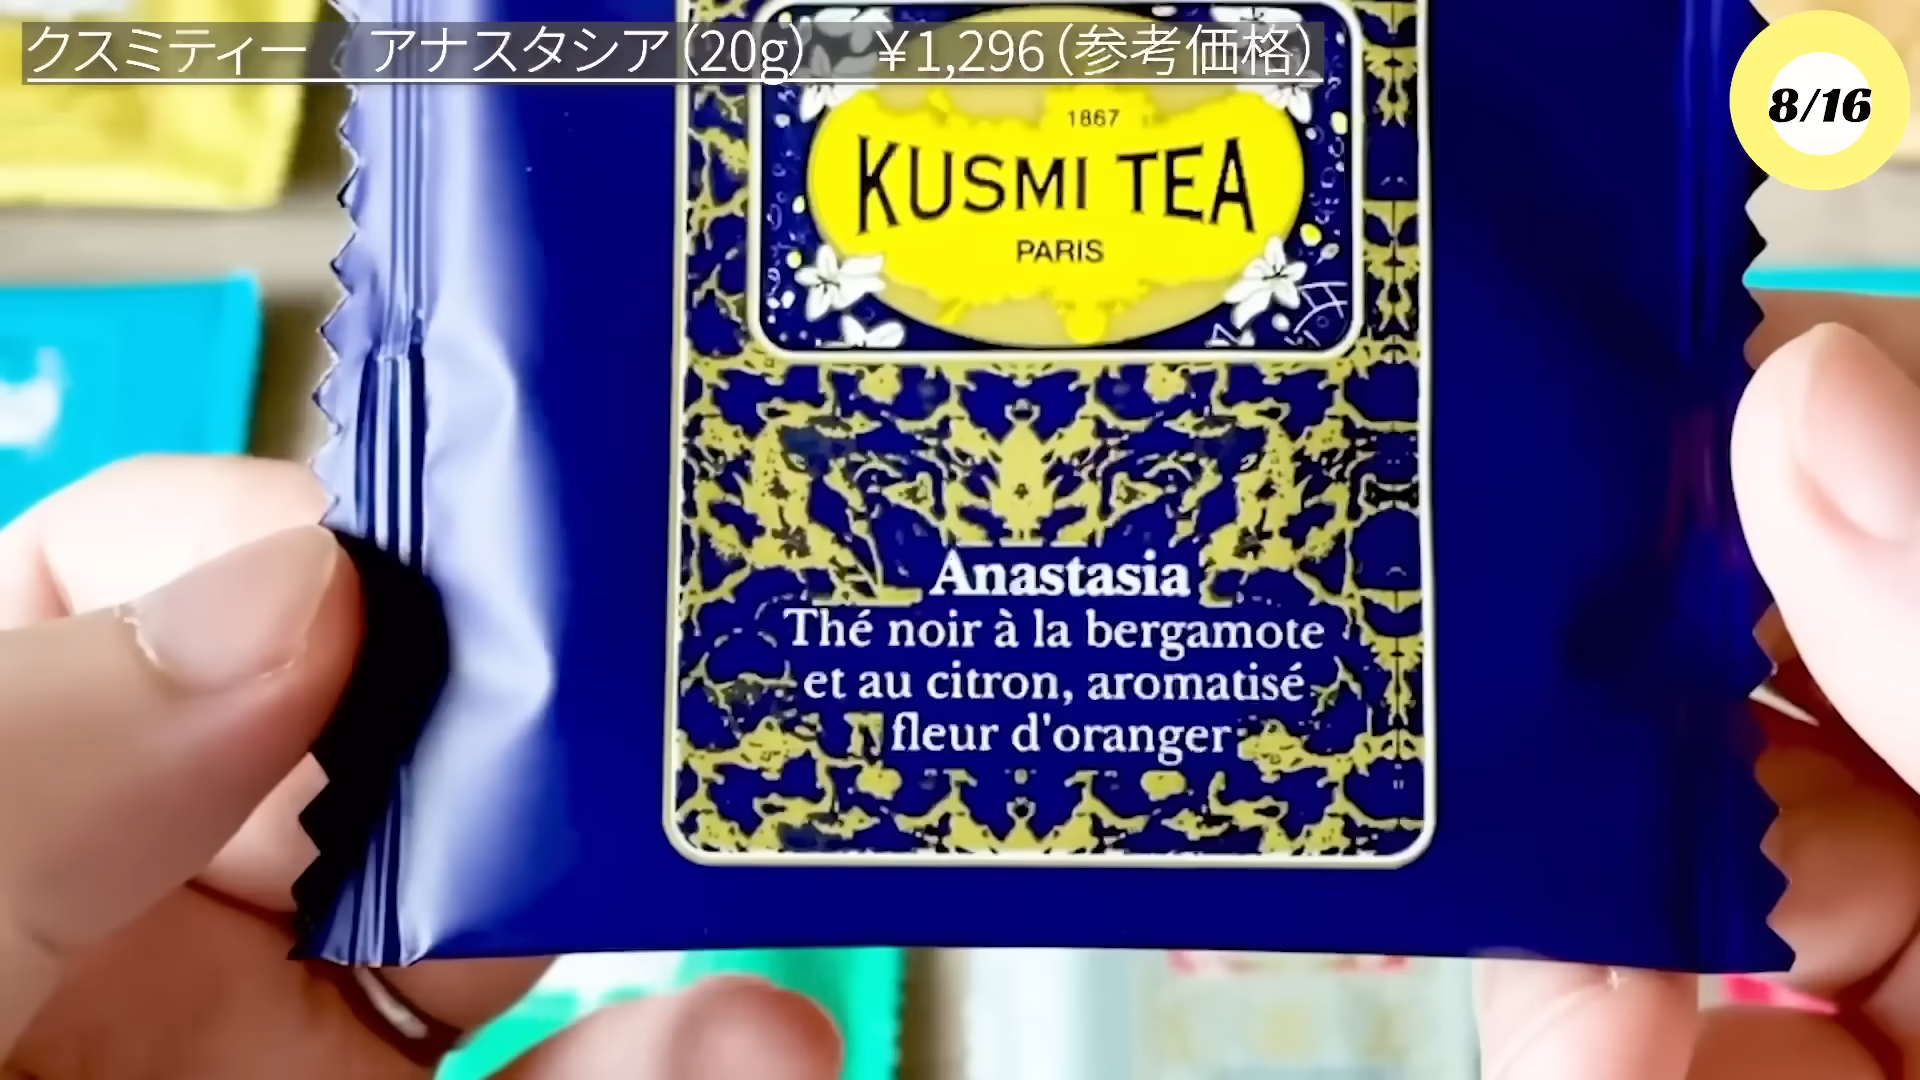 クスミティー　アナスタシア（20g）　¥1,296（参考価格）
8/16
1867
KUSMI TEA
PARIS
Anastasia
Thé noir à la bergamote
et au citron, aromatisé
fleur d'oranger